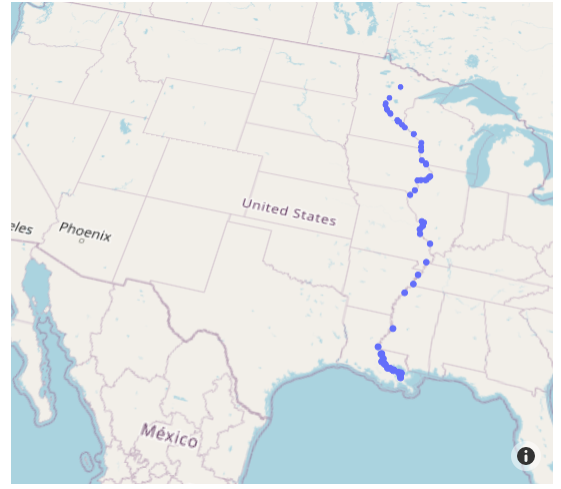 United States
eles
Phoenix
México